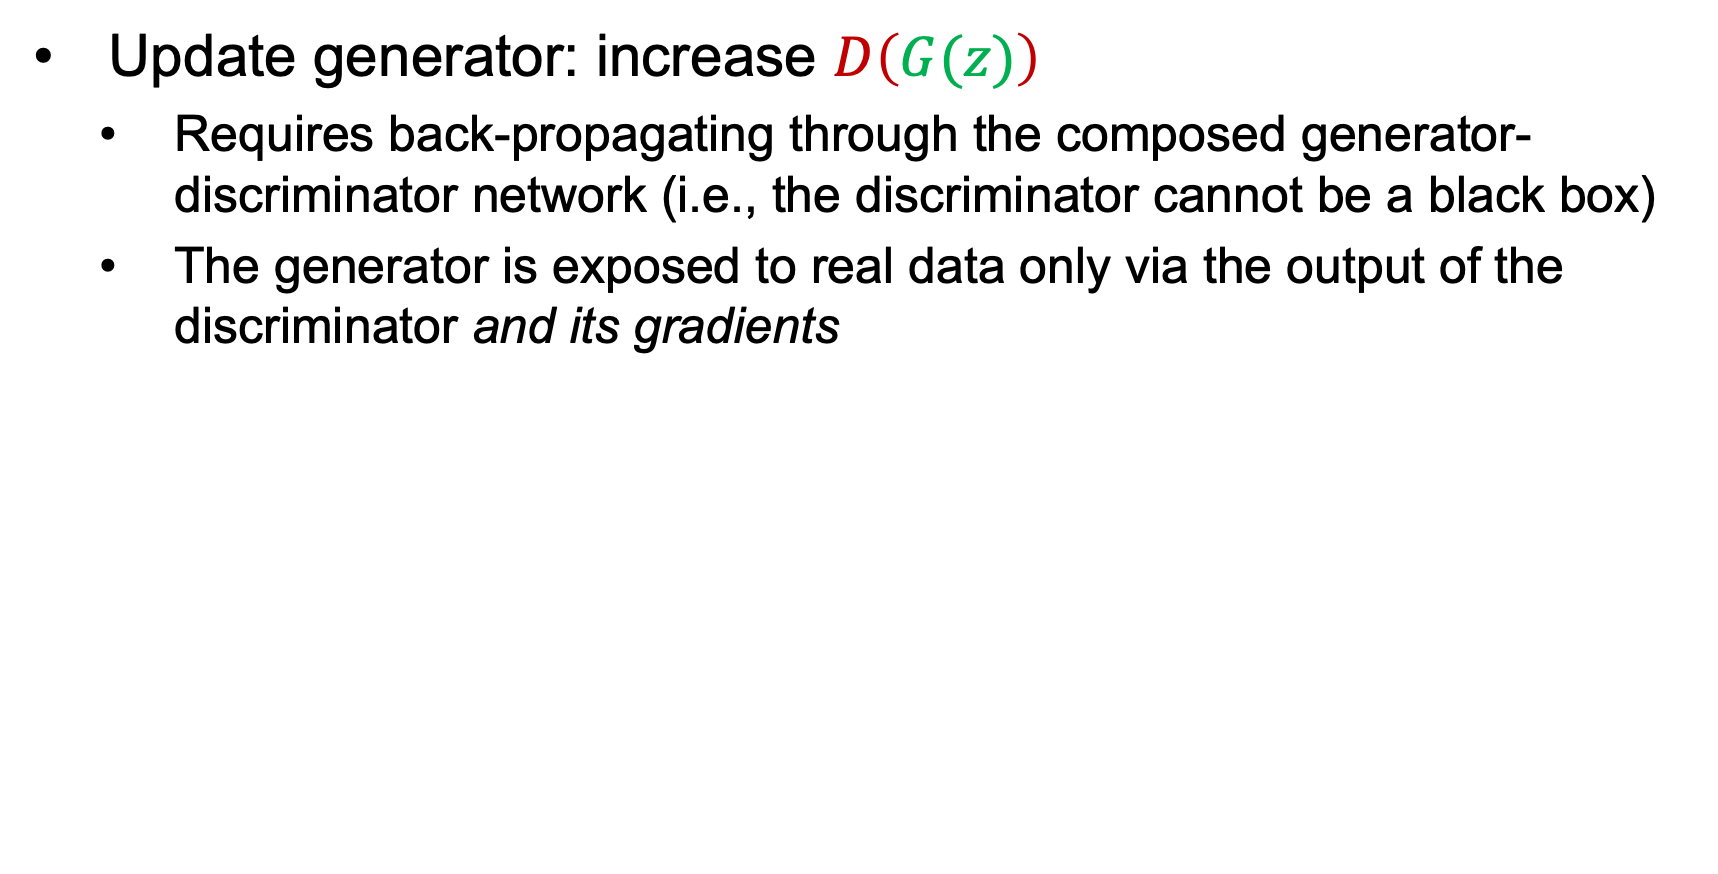 • Update generator: increase D(G(z))
• Requires back-propagating through the composed generator-
discriminator network (i.e., the discriminator cannot be a black box)
• The generator is exposed to real data only via the output of the
discriminator and its gradients